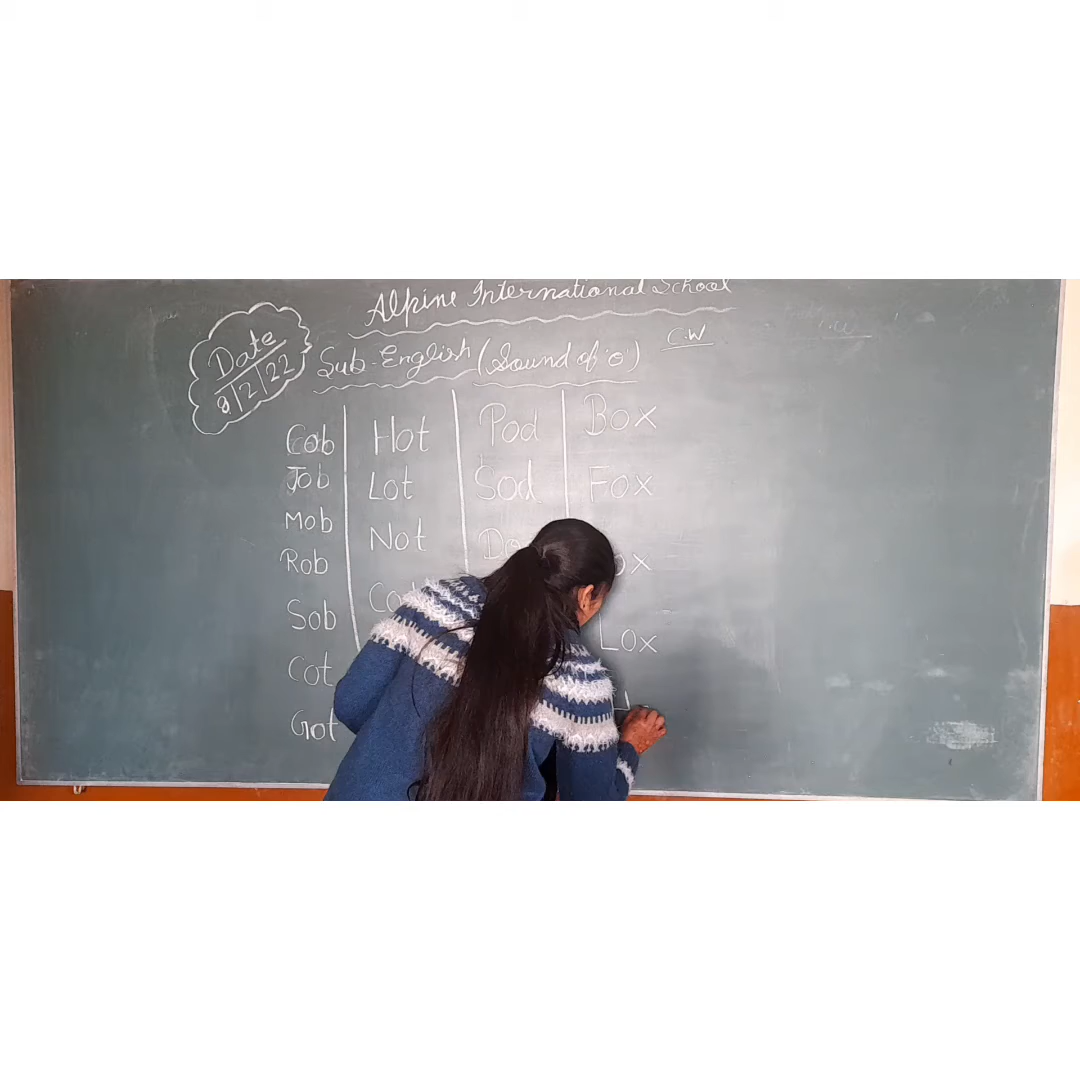 Alpine International School
Date
8/2/22
Sub-English (Sound of 'o')
C.W
Cob
Job
Mob
Rob
Sob
Cot
Got
Hot
Lot
Not
Pod
Sod
Box
Fox
Lox